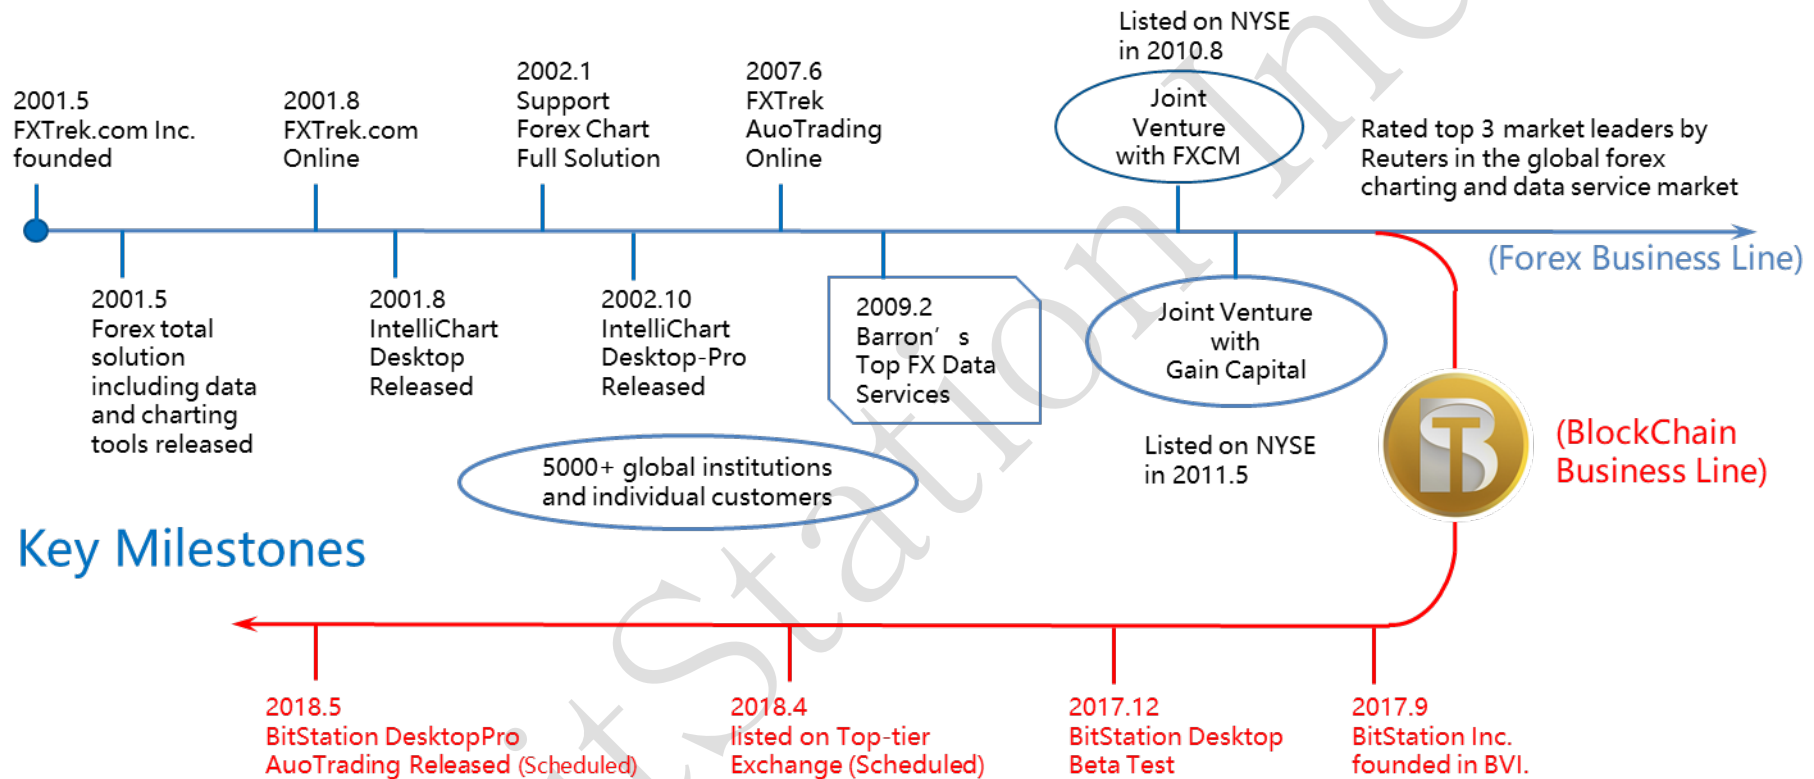 Listed on NYSE
in 2010.8
2001.5
FXTrek.com Inc.
founded
2001.8
FXTrek.com
Online
2002.1
Support
Forex Chart
Full Solution
2007.6
FXTrek
AuoTrading
Online
Joint
Venture
with FXCM
Rated top 3 market leaders by
Reuters in the global forex
charting and data service market
(Forex Business Line)
2001.5
Forex total
solution
including data
and charting
tools released
2001.8
IntelliChart
Desktop
Released
2002.10
IntelliChart
Desktop-Pro
Released
2009.2
Barron’s
Top FX Data
Services
Joint Venture
with
Gain Capital
Listed on NYSE
in 2011.5
5000+ global institutions
and individual customers
(BlockChain
Business Line)
Key Milestones
2018.5
BitStation DesktopPro
AuoTrading Released (Scheduled)
2018.4
listed on Top-tier
Exchange (Scheduled)
2017.12
BitStation Desktop
Beta Test
2017.9
BitStation Inc.
founded in BVI.
itStation Inc